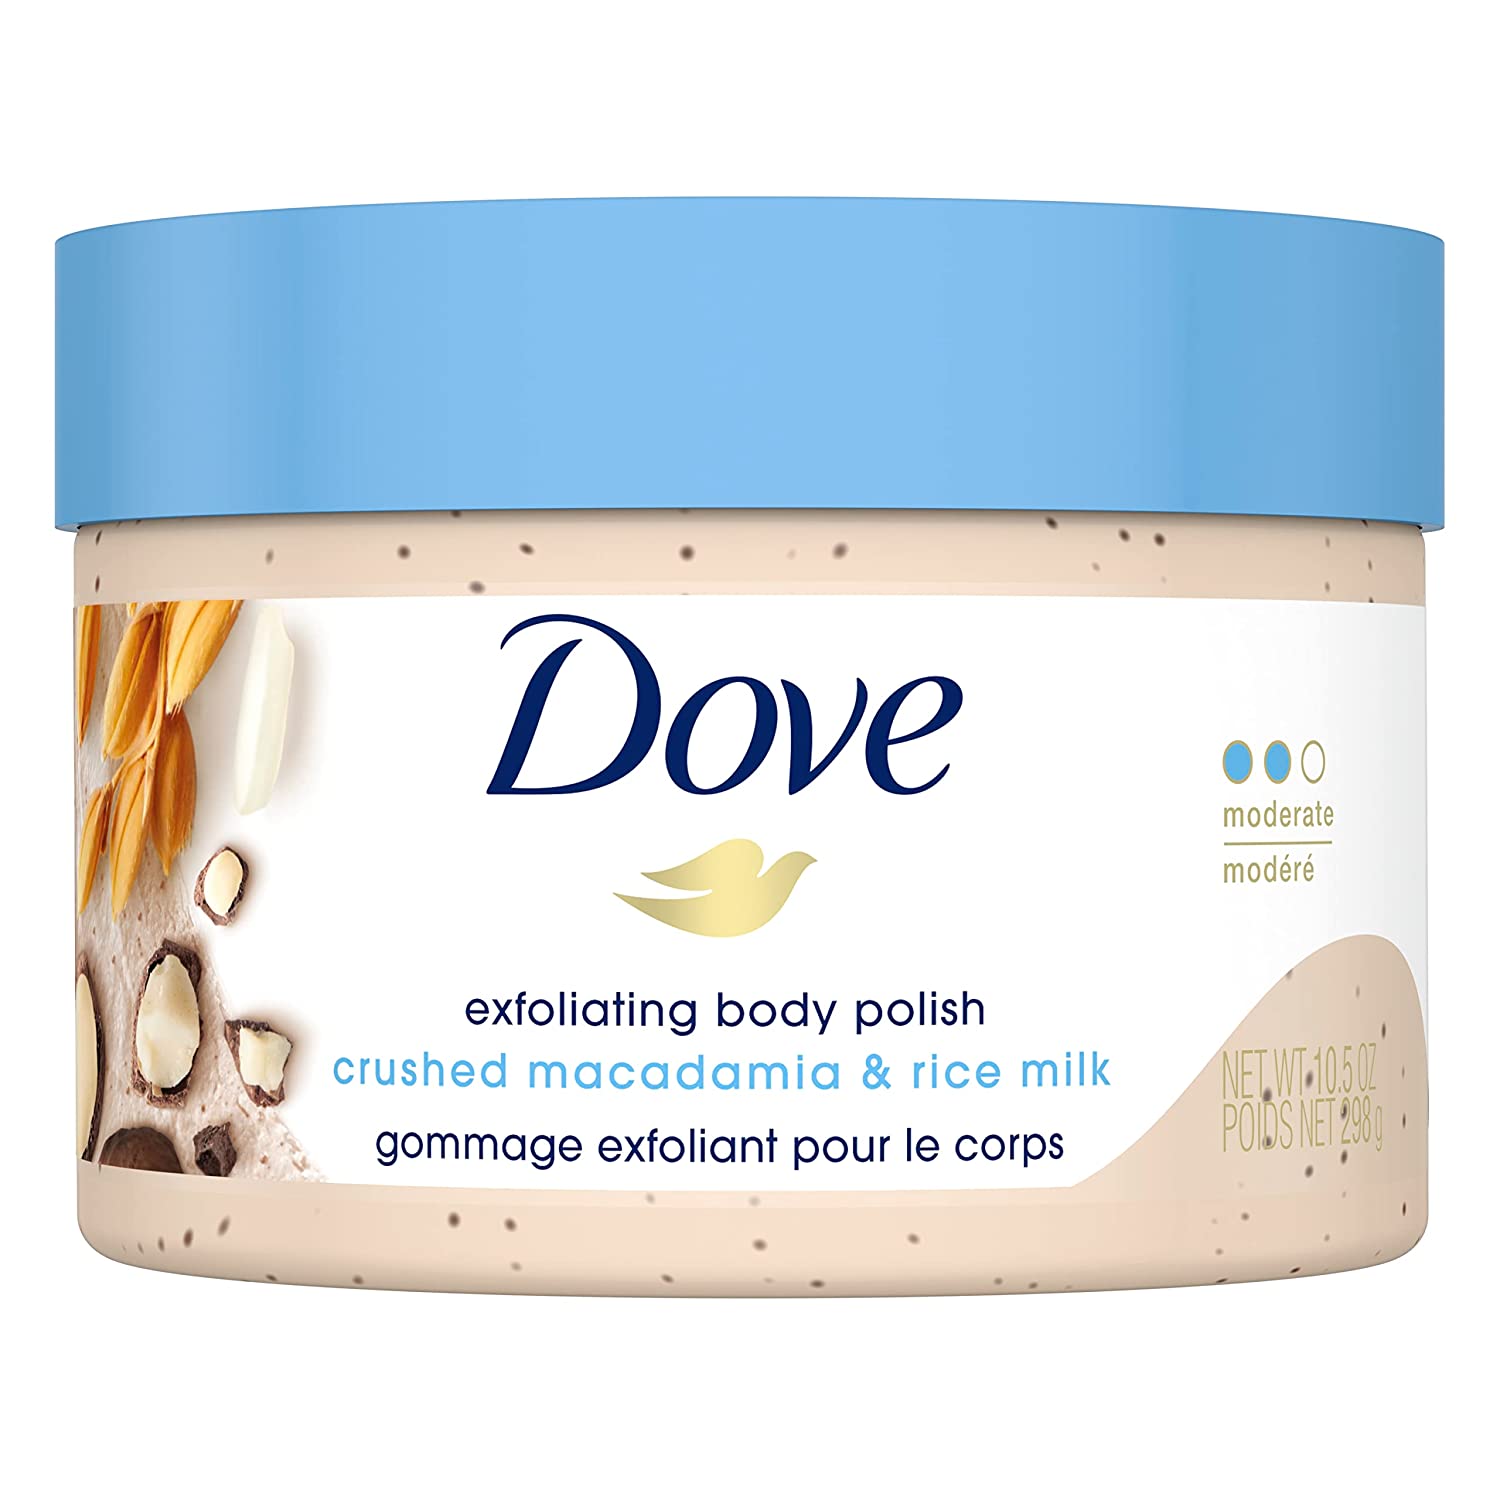 Dove
moderate
modéré
exfoliating body polish
crushed macadamia & rice milk
gommage exfoliant pour le corps
NET WT 10.5 OZ
POIDS NET 298 g